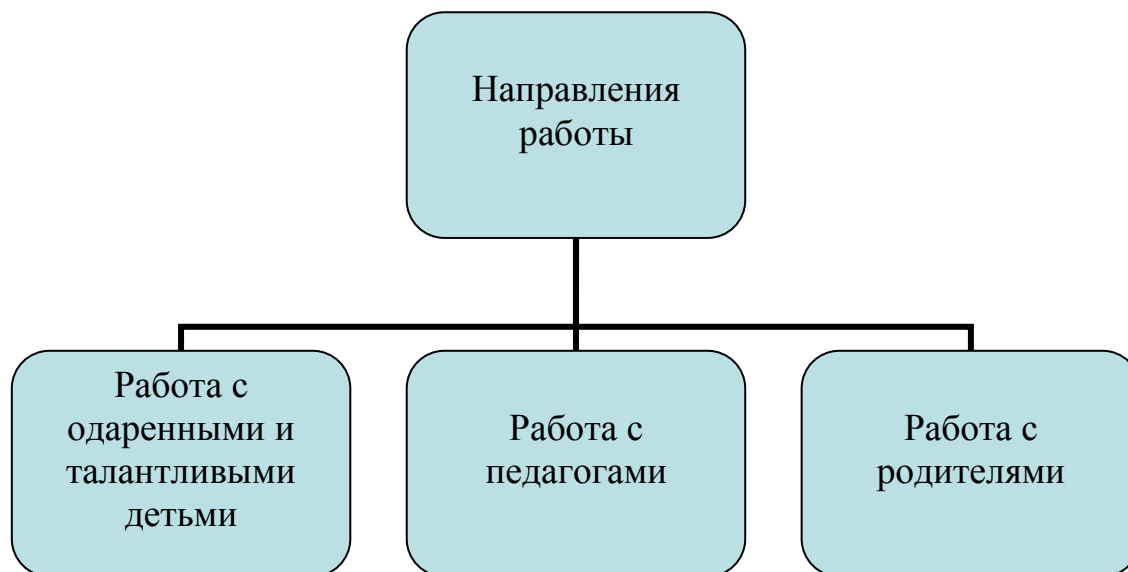 Направления
работы
Работа с
одаренными и
талантливыми
детьми
Работа с
педагогами
Работа с
родителями